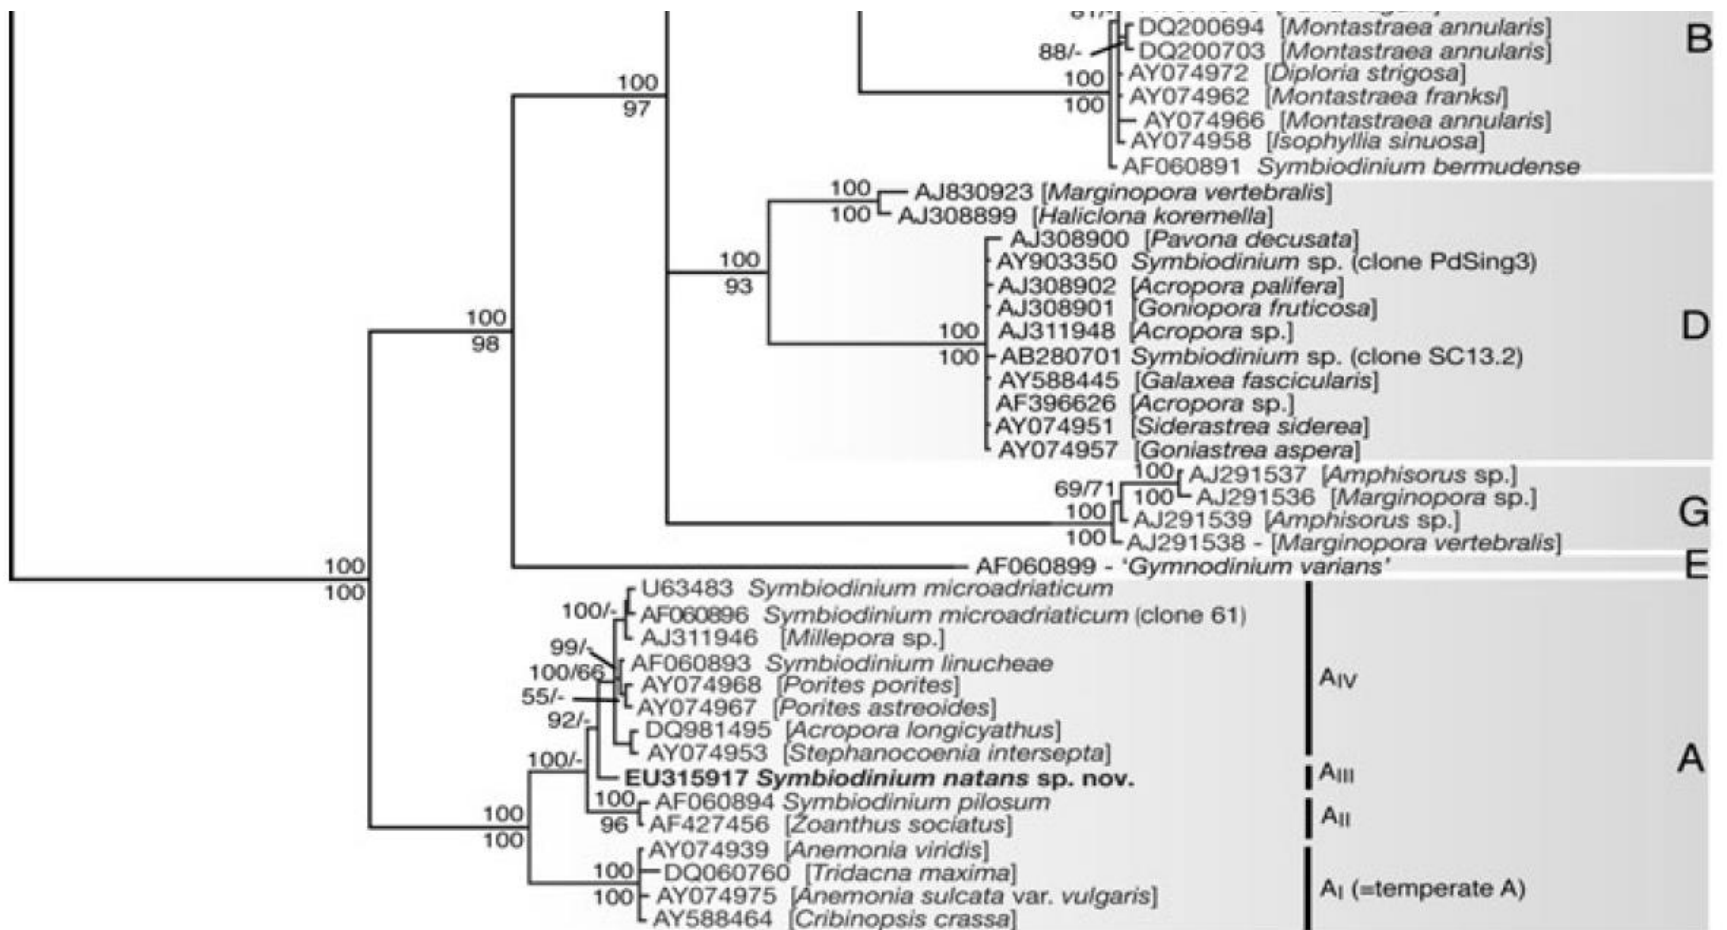 81/-
DQ200694 [Montastraea annularis]
88/-
DQ200703 [Montastraea annularis]
B
100
AY074972 [Diploria strigosa]
100
AY074962 [Montastraea franksi]
AY074966 [Montastraea annularis]
AY074958 [Isophyllia sinuosa]
AF060891 Symbiodinium bermudense
100
97
100
AJ830923 [Marginopora vertebralis]
100
AJ308899 [Haliclona koremella]
AJ308900 [Pavona decusata]
100
93
AY903350 Symbiodinium sp. (clone PdSing3)
AJ308902 [Acropora palifera]
AJ308901 [Goniopora fruticosa]
100
98
100
AJ311948 [Acropora sp.]
D
100
AB280701 Symbiodinium sp. (clone SC13.2)
AY588445 [Galaxea fascicularis]
AF396626 [Acropora sp.]
AY074951 [Siderastrea siderea]
AY074957 [Goniastrea aspera]
100
AJ291537 [Amphisorus sp.]
69/71
100
AJ291536 [Marginopora sp.]
100
AJ291539 [Amphisorus sp.]
G
100
AJ291538 - [Marginopora vertebralis]
AF060899 - 'Gymnodinium varians'
E
100
100
U63483 Symbiodinium microadriaticum
100/-
AF060896 Symbiodinium microadriaticum (clone 61)
AJ311946 [Millepora sp.]
99/-
AF060893 Symbiodinium linucheae
100/66
AY074968 [Porites porites]
AIV
55/-
AY074967 [Porites astreoides]
92/-
DQ981495 [Acropora longicyathus]
AY074953 [Stephanocoenia intersepta]
100/-
EU315917 Symbiodinium natans sp. nov.
AIII
A
100
AF060894 Symbiodinium pilosum
96
AF427456 [Zoanthus sociatus]
AII
100
100
AY074939 [Anemonia viridis]
100
DQ060760 [Tridacna maxima]
100
AY074975 [Anemonia sulcata var. vulgaris]
AI (=temperate A)
AY588464 [Cribinopsis crassa]